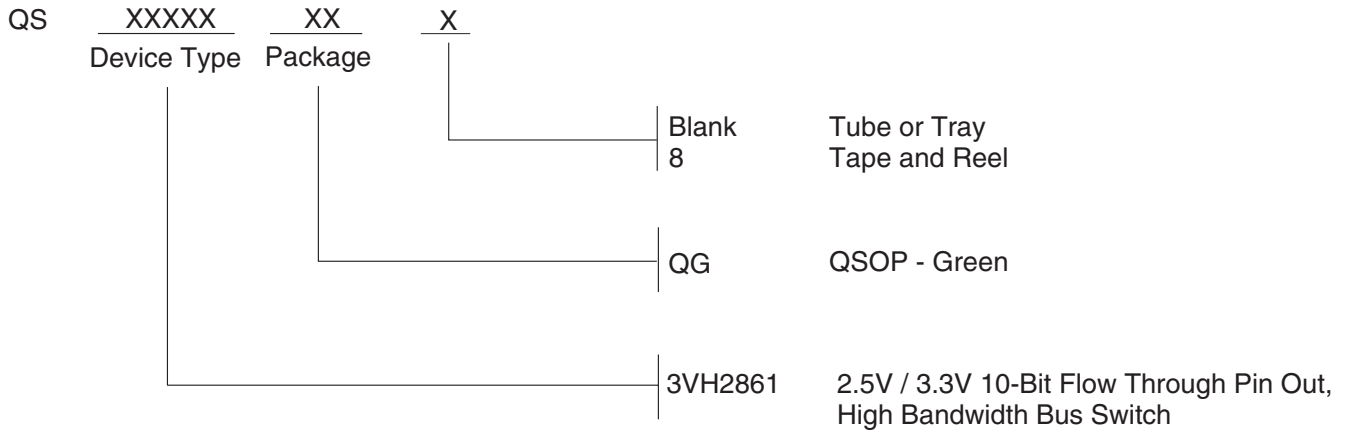 QS XXXXX XX X
Device Type Package
Blank Tube or Tray
8 Tape and Reel
QG QSOP - Green
3VH2861 2.5V / 3.3V 10-Bit Flow Through Pin Out,
High Bandwidth Bus Switch